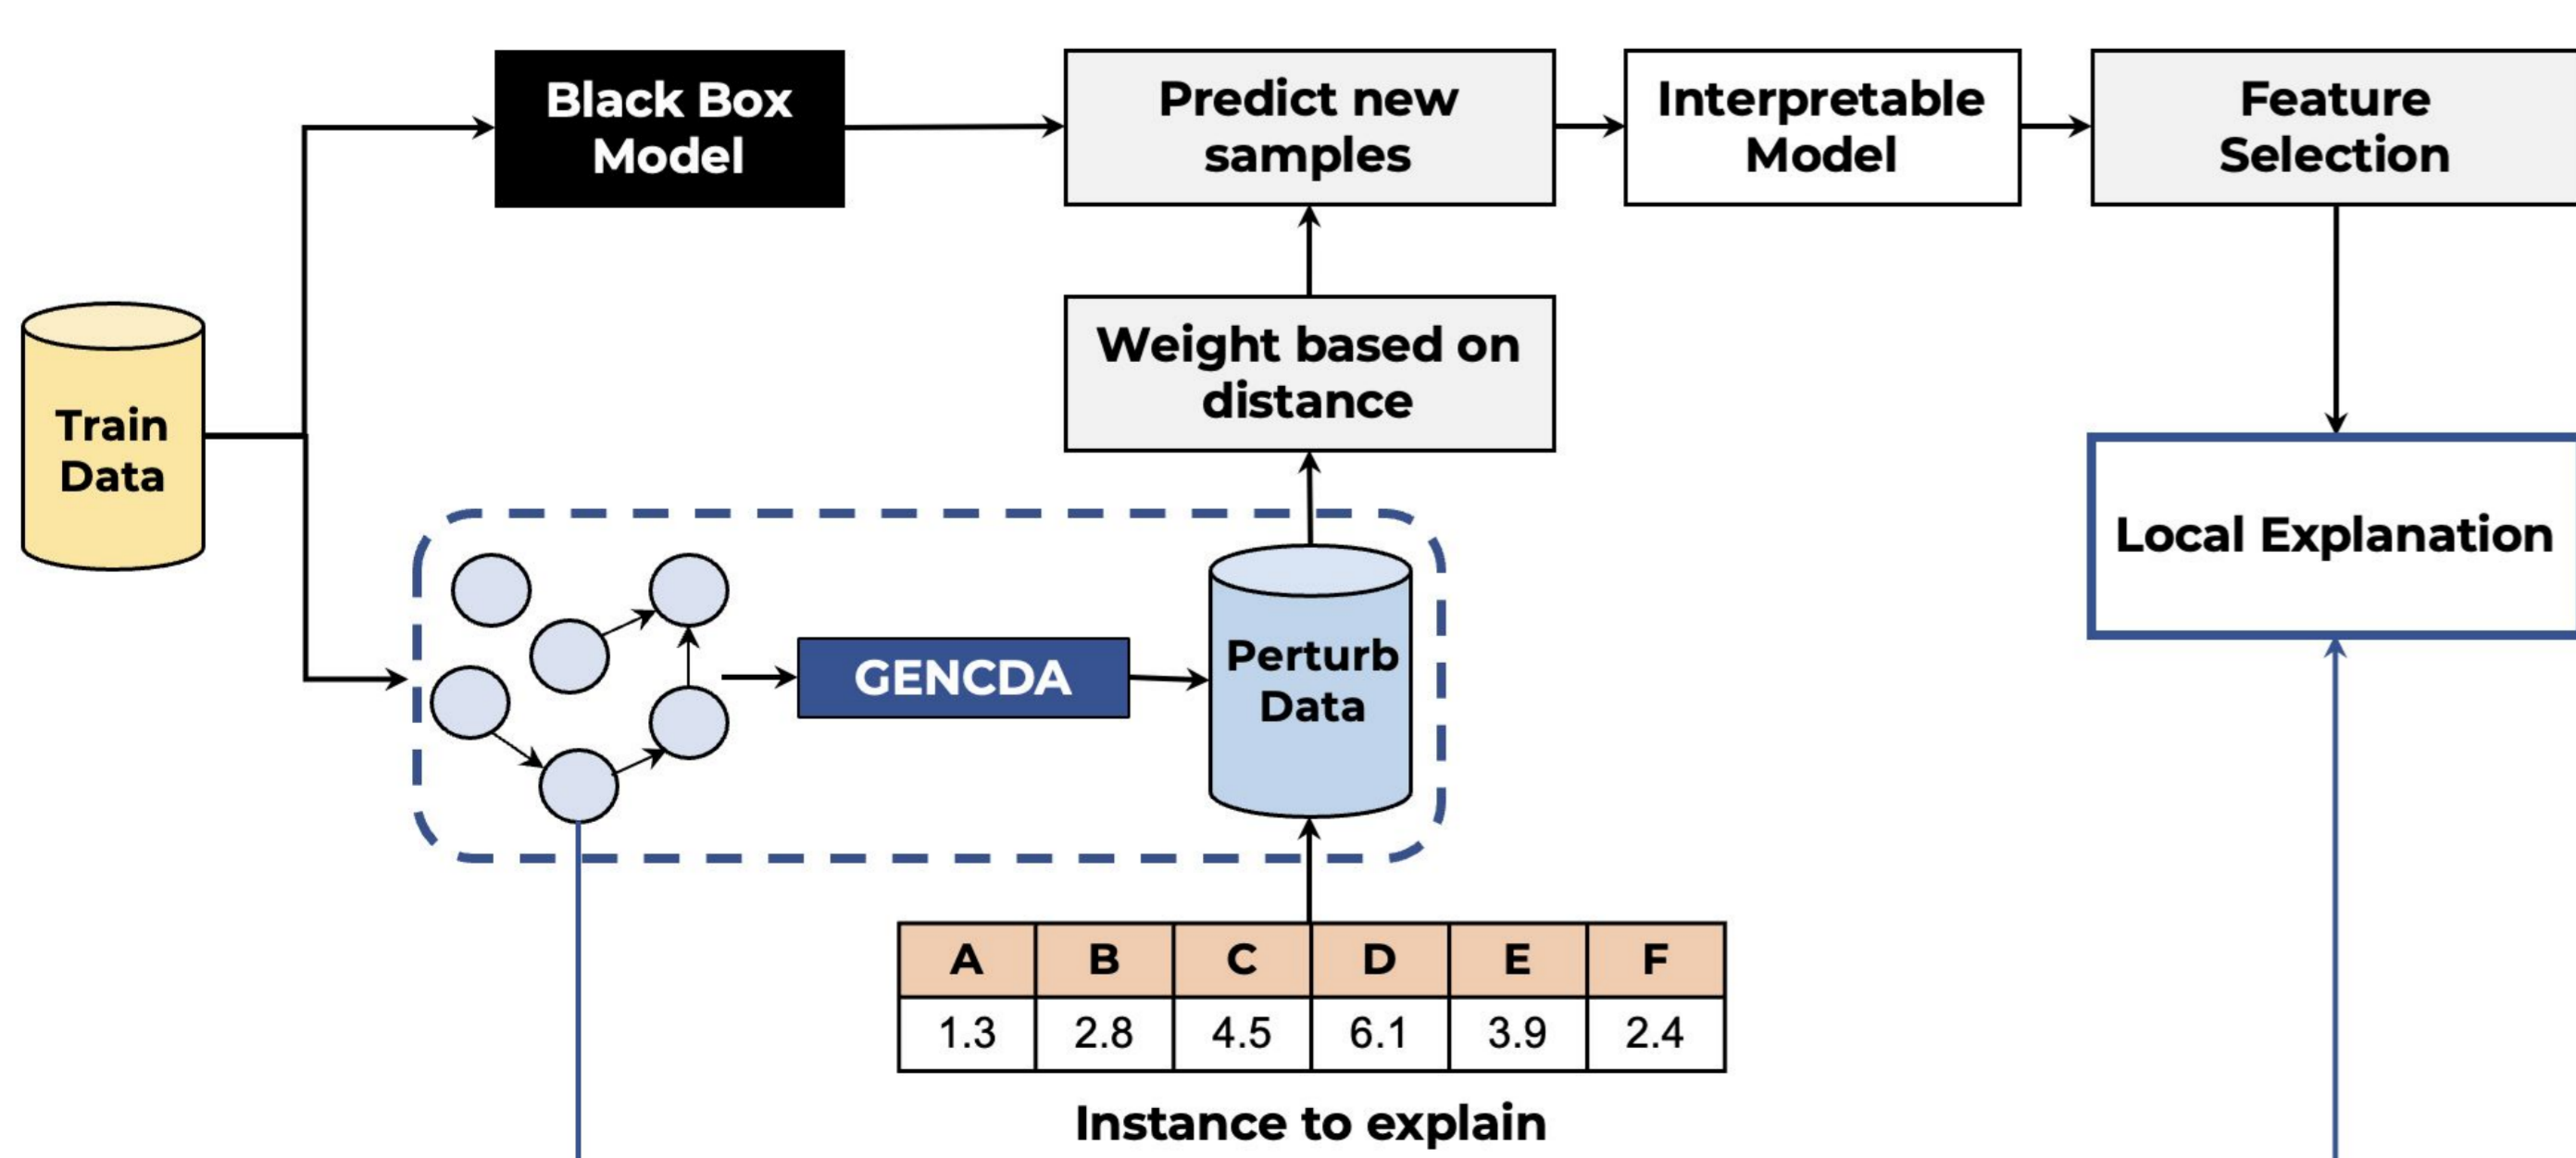 Black Box
Model
Predict new
samples
Interpretable
Model
Feature
Selection
Weight based on
distance
Train
Data
Local Explanation
GENCDA
Perturb
Data
A B C D E F
1.3 2.8 4.5 6.1 3.9 2.4
Instance to explain